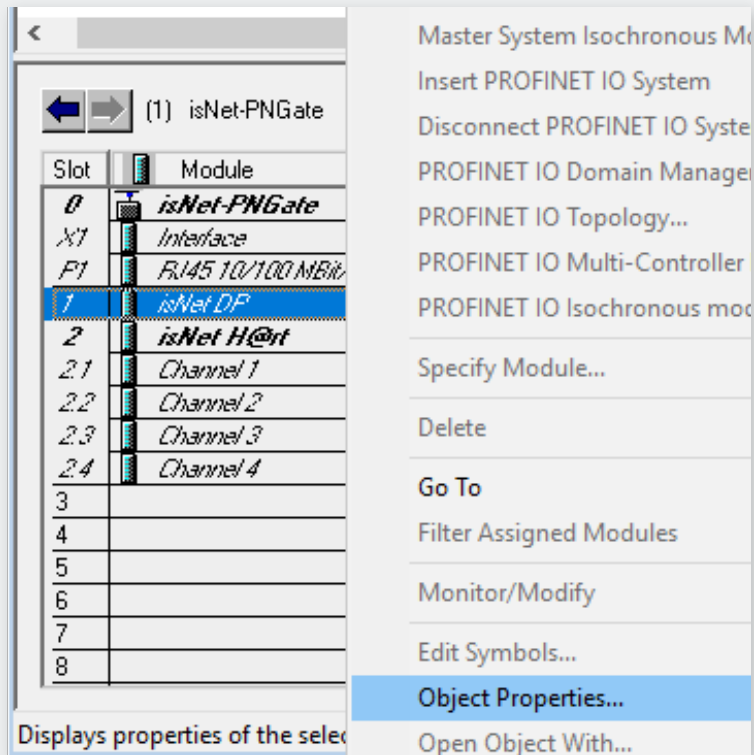 <
(1) isNet-PNGate
Slot Module
0 isNet-PNGate
X1 Interface
P1 RJ45 10/100 MBit/
1 isNet DP
2 isNet H@rt
2.1 Channel 1
2.2 Channel 2
2.3 Channel 3
2.4 Channel 4
3
4
5
6
7
8
Displays properties of the selec
Master System Isochronous Mo
Insert PROFINET IO System
Disconnect PROFINET IO Syste
PROFINET IO Domain Manager
PROFINET IO Topology...
PROFINET IO Multi-Controller
PROFINET IO Isochronous mod
Specify Module...
Delete
Go To
Filter Assigned Modules
Monitor/Modify
Edit Symbols...
Object Properties...
Open Object With...